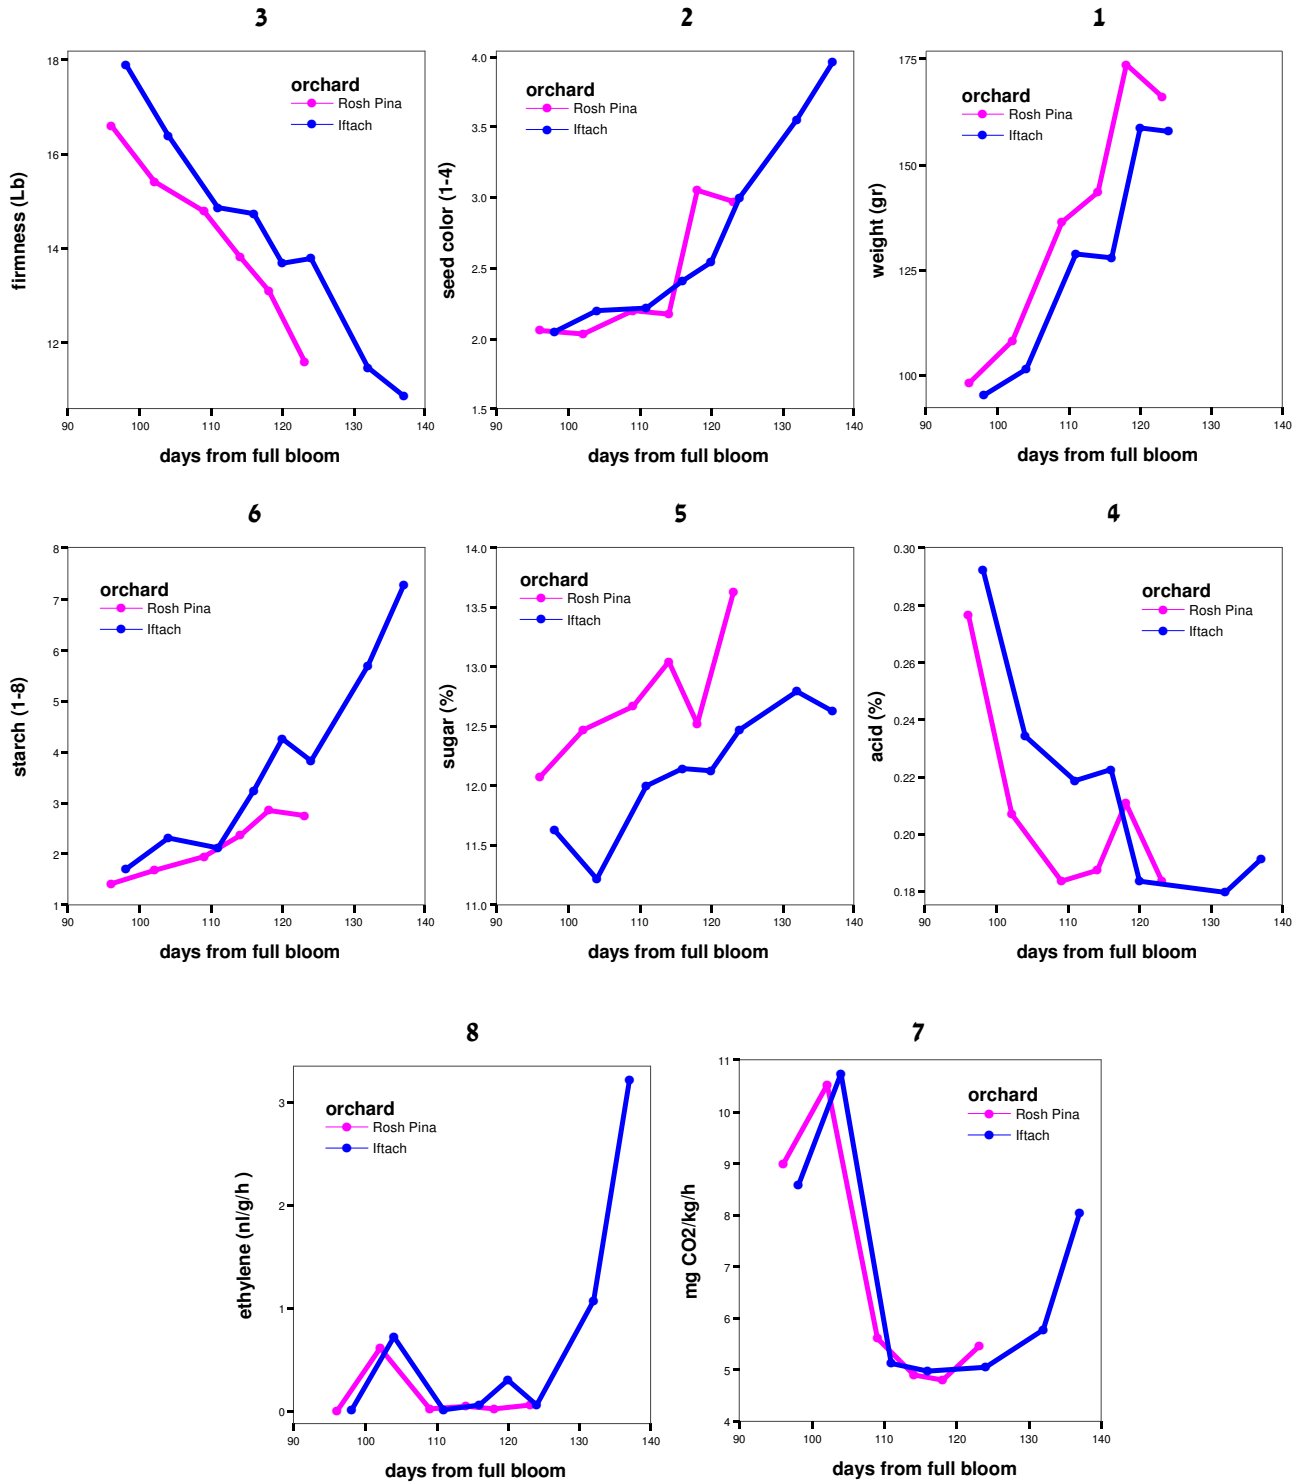 3
18
16
14
12
90
100
110
120
130
140
firmness (Lb)
days from full bloom
orchard
Rosh Pina
Iftach
2
4.0
3.5
3.0
2.5
2.0
1.5
90
100
110
120
130
140
seed color (1-4)
days from full bloom
orchard
Rosh Pina
Iftach
1
175
150
125
100
90
100
110
120
130
140
weight (gr)
days from full bloom
orchard
Rosh Pina
Iftach
6
8
7
6
5
4
3
2
1
90
100
110
120
130
140
starch (1-8)
days from full bloom
orchard
Rosh Pina
Iftach
5
14.0
13.5
13.0
12.5
12.0
11.5
11.0
90
100
110
120
130
140
sugar (%)
days from full bloom
orchard
Rosh Pina
Iftach
4
0.30
0.28
0.26
0.24
0.22
0.20
0.18
90
100
110
120
130
140
acid (%)
days from full bloom
orchard
Rosh Pina
Iftach
8
3
2
1
0
90
100
110
120
130
140
ethylene (nl/g/h )
days from full bloom
orchard
Rosh Pina
Iftach
7
11
10
9
8
7
6
5
4
90
100
110
120
130
140
mg CO2/kg/h
days from full bloom
orchard
Rosh Pina
Iftach